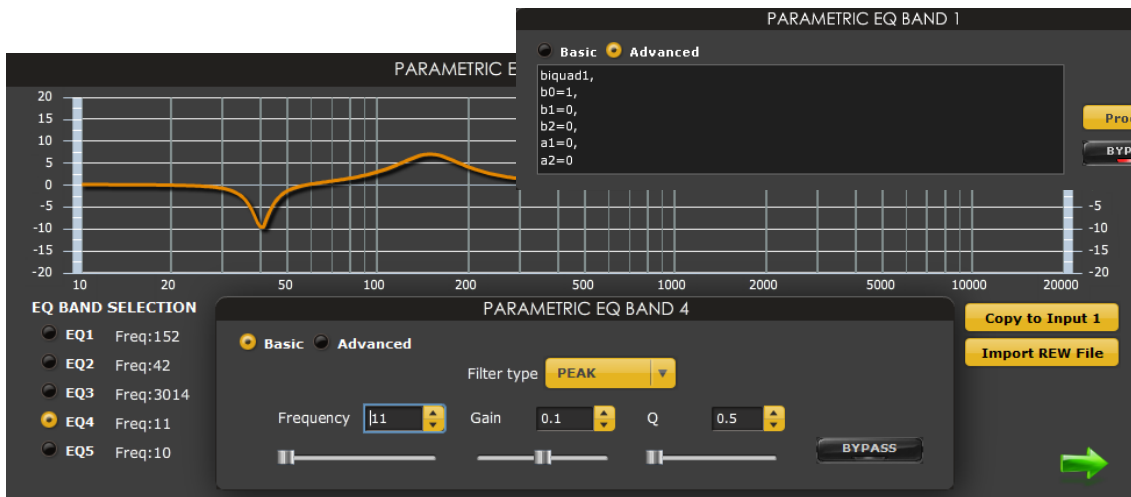 PARAMETRIC EQ BAND 1
Basic Advanced
biquad1,
b0=1,
b1=0,
b2=0,
a1=0,
a2=0
PARAMETRIC
20
15
10
5
0
-5 -5
-10 -10
-15 -15
-20 -20
10 20 50 100 200 500 1000 2000 5000 10000 20000
EQ BAND SELECTION
EQ1 Freq:152
EQ2 Freq:42
EQ3 Freq:3014
EQ4 Freq:11
EQ5 Freq:10
PARAMETRIC EQ BAND 4
Basic Advanced
Filter type PEAK
Frequency 11 Gain 0.1 Q 0.5
BYPASS
Copy to Input 1
Import REW File